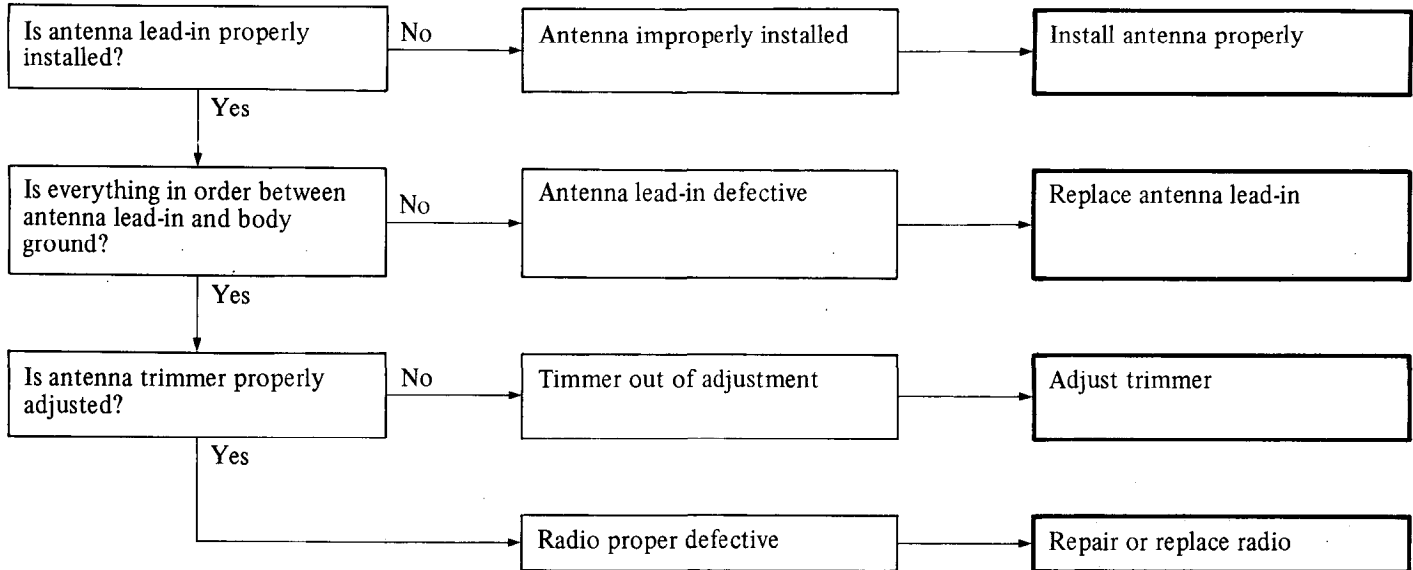 Is antenna lead-in properly
installed?
No
Antenna improperly installed
Install antenna properly
Yes
Is everything in order between
antenna lead-in and body
ground?
No
Antenna lead-in defective
Replace antenna lead-in
Yes
Is antenna trimmer properly
adjusted?
No
Timmer out of adjustment
Adjust trimmer
Yes
Radio proper defective
Repair or replace radio